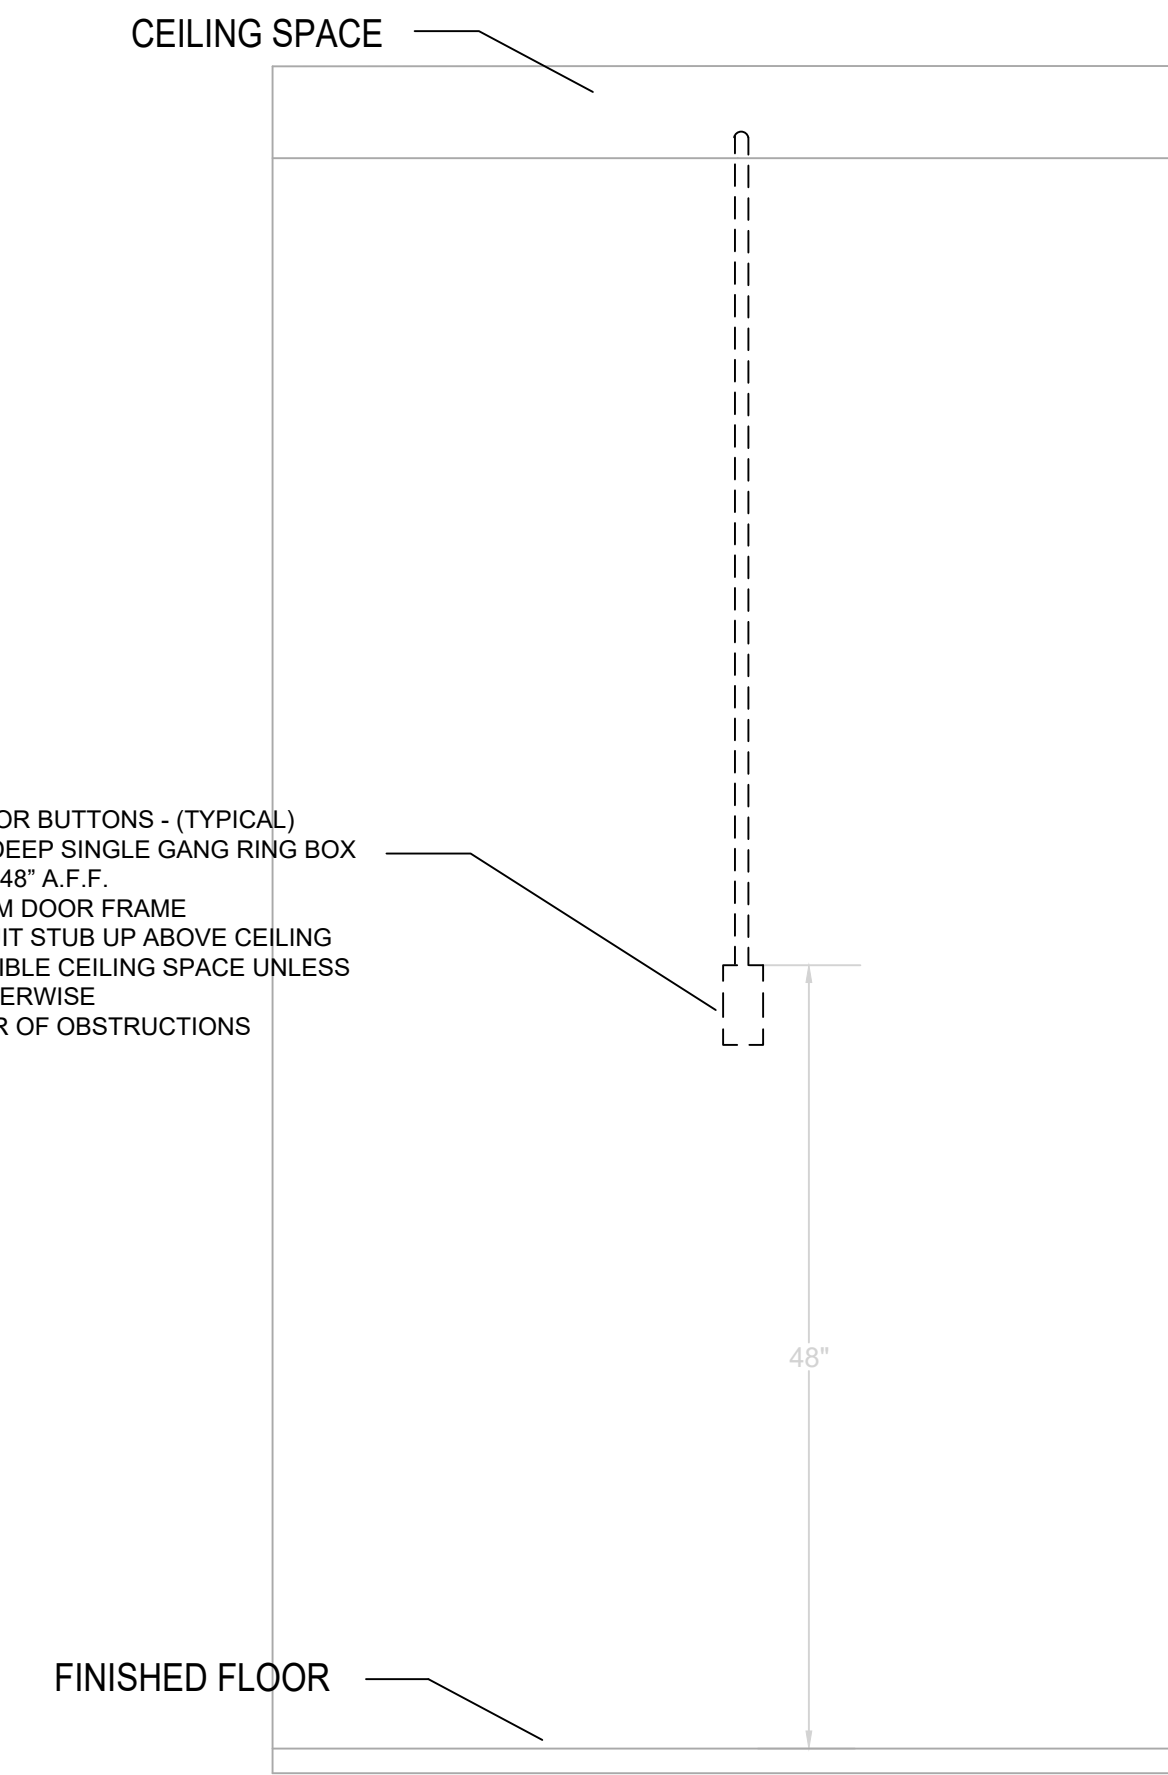 CEILING SPACE
OR BUTTONS - (TYPICAL)
DEEP SINGLE GANG RING BOX
48” A.F.F.
M DOOR FRAME
IT STUB UP ABOVE CEILING
IBLE CEILING SPACE UNLESS
ERWISE
R OF OBSTRUCTIONS
48"
FINISHED FLOOR